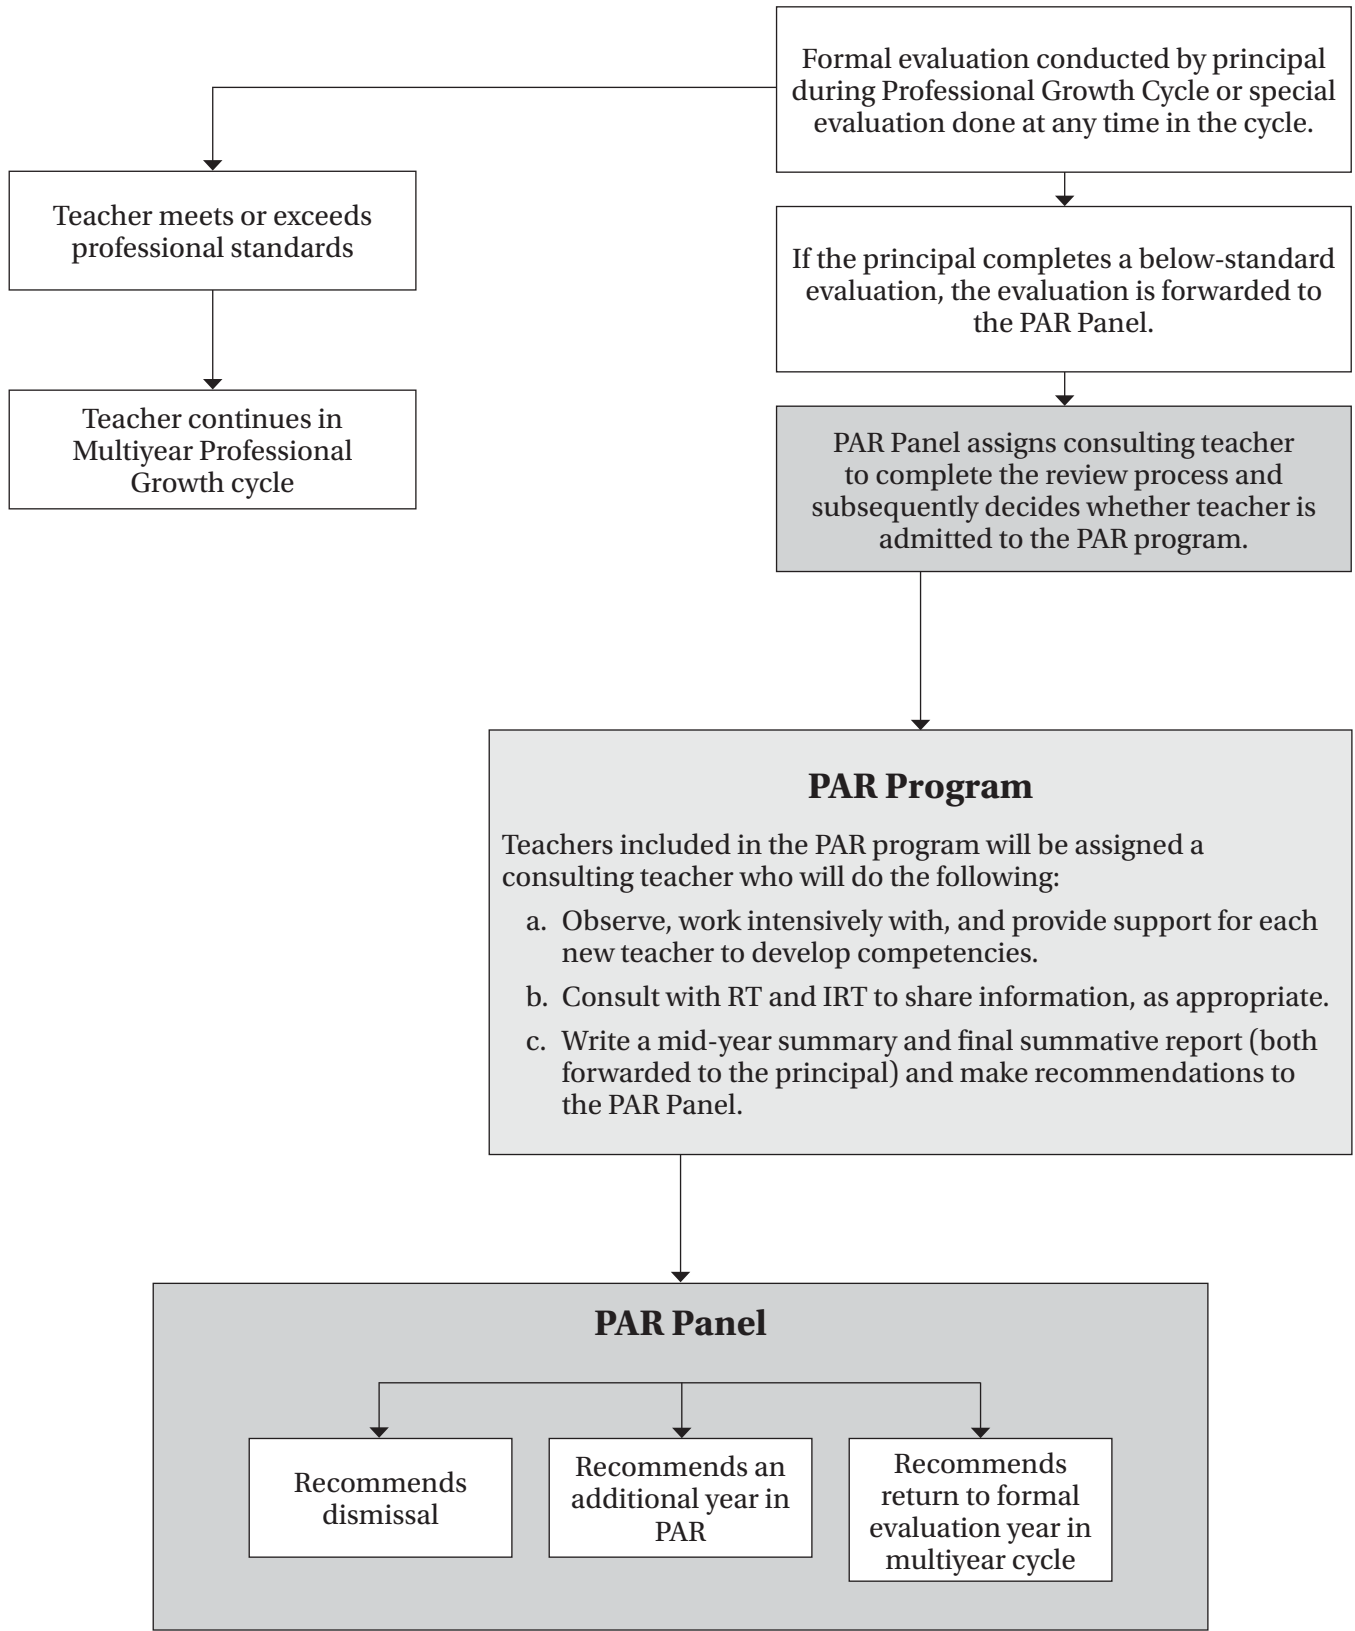 Formal evaluation conducted by principal
during Professional Growth Cycle or special
evaluation done at any time in the cycle.
Teacher meets or exceeds
professional standards
If the principal completes a below-standard
evaluation, the evaluation is forwarded to
the PAR Panel.
Teacher continues in
Multiyear Professional
Growth cycle
PAR Panel assigns consulting teacher
to complete the review process and
subsequently decides whether teacher is
admitted to the PAR program.
PAR Program
Teachers included in the PAR program will be assigned a
consulting teacher who will do the following:
a. Observe, work intensively with, and provide support for each
new teacher to develop competencies.
b. Consult with RT and IRT to share information, as appropriate.
c. Write a mid-year summary and final summative report (both
forwarded to the principal) and make recommendations to
the PAR Panel.
PAR Panel
Recommends
dismissal
Recommends an
additional year in
PAR
Recommends
return to formal
evaluation year in
multiyear cycle